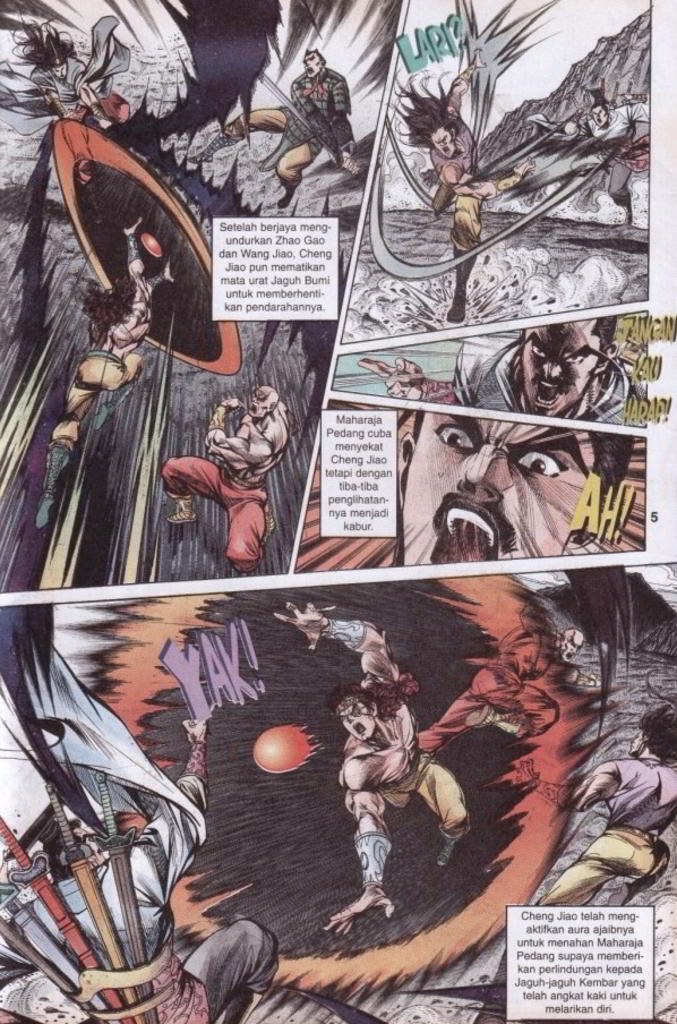 Setelah berjaya meng-
undurkan Zhao Gao
dan Wang Jiao, Cheng
Jiao pun mematikan
mata urat Jaguh Bumi
untuk memberhenti-
kan pendarahannya.
LARI?
JANGAN
KAU
HARAP!
Maharaja
Pedang cuba
menyekat
Cheng Jiao
tetapi dengan
tiba-tiba
penglihatan-
nya menjadi
kabur.
AH!
5
YAK!
Cheng Jiao telah meng-
aktifkan aura ajaibnya
untuk menahan Maharaja
Pedang supaya memberi-
kan perlindungan kepada
Jaguh-jaguh Kembar yang
telah angkat kaki untuk
melarikan diri.